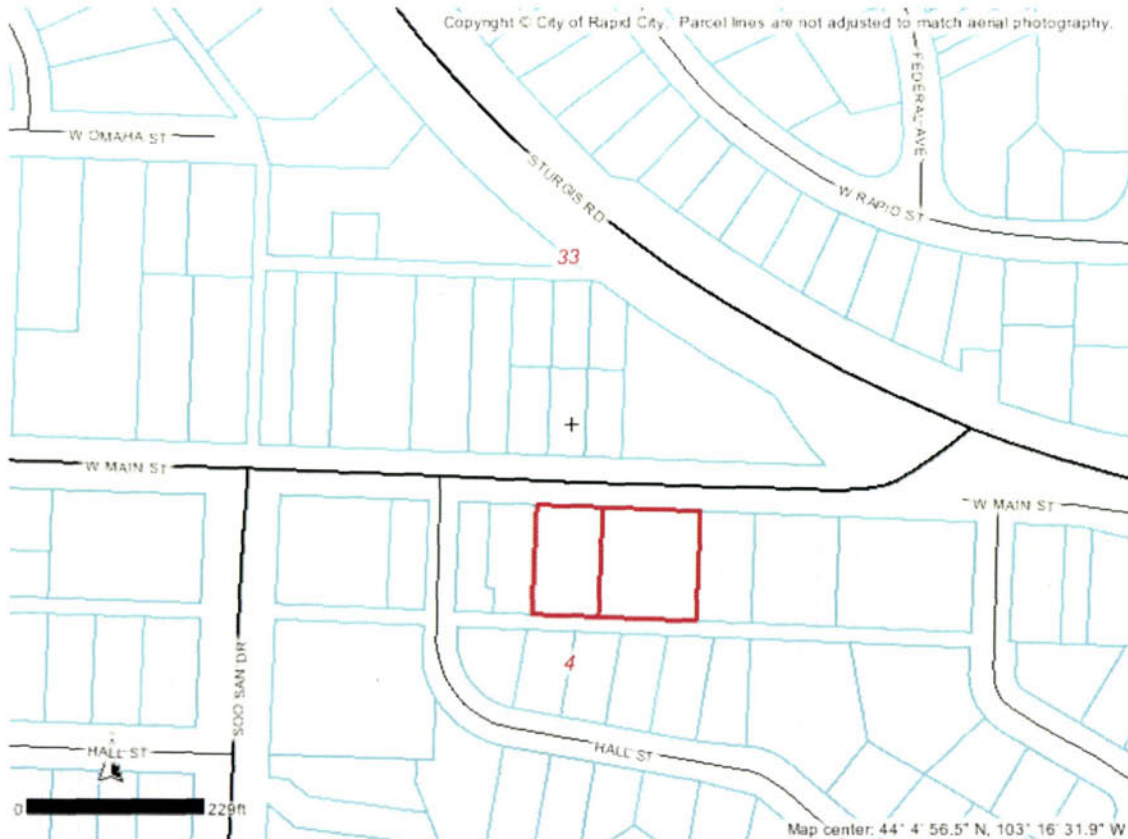 Copyright © City of Rapid City. Parcel lines are not adjusted to match aerial photography.
FEDERAL AVE
W OMAHA ST
STURGIS RD
W RAPID ST
33
W MAIN ST
W MAIN ST
4
SOO SAN DR
HALL ST
HALL ST
0 229ft
Map center: 44° 4' 56.5" N, 103° 16' 31.9" W